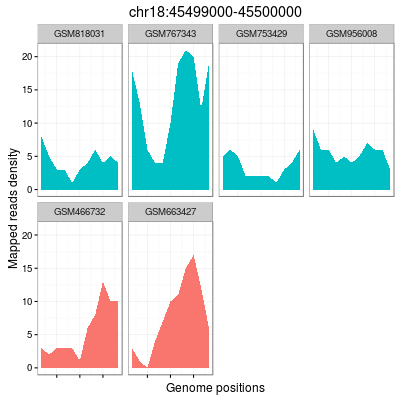 chr18:45499000-45500000
GSM818031 GSM767343 GSM753429 GSM956008
20
15
10
5
0
Mapped reads density
GSM466732 GSM663427
20
15
10
5
0
Genome positions